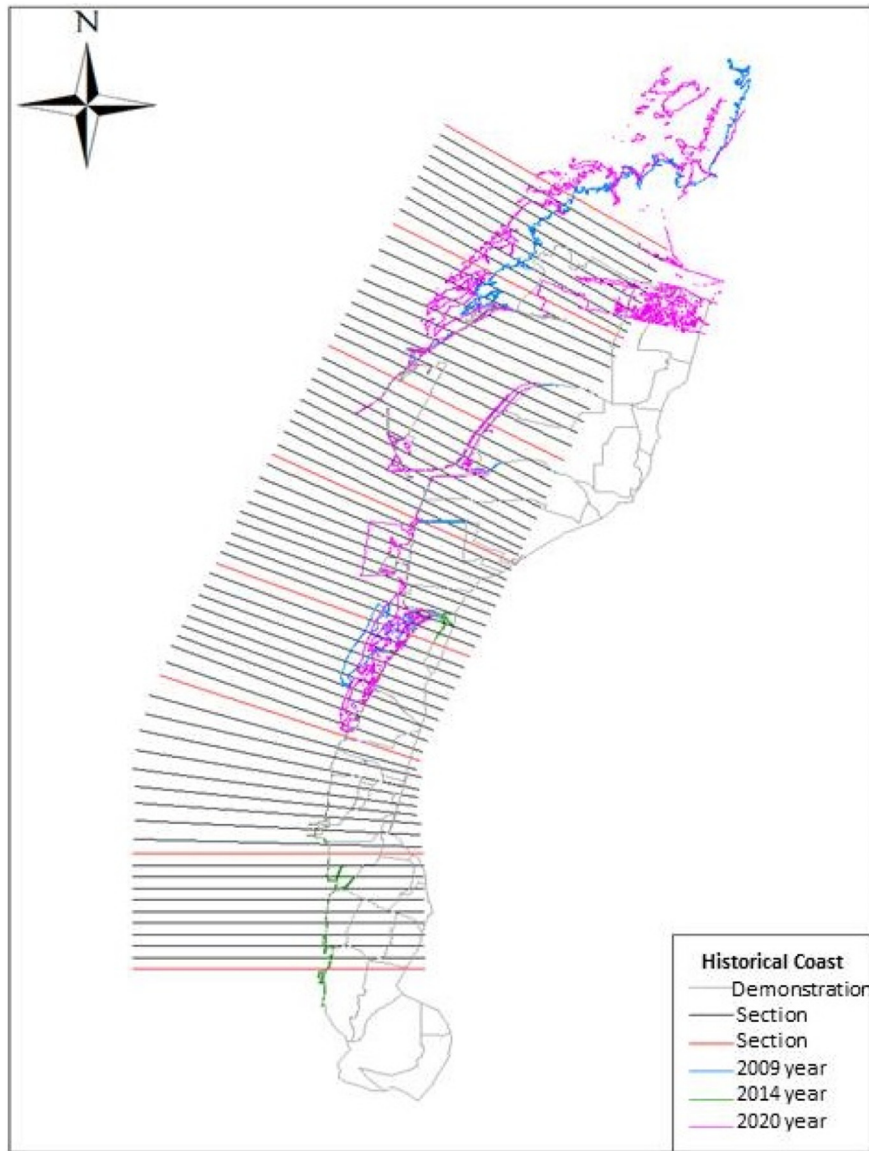 N
Historical Coast
Demonstration
Section
Section
2009 year
2014 year
2020 year